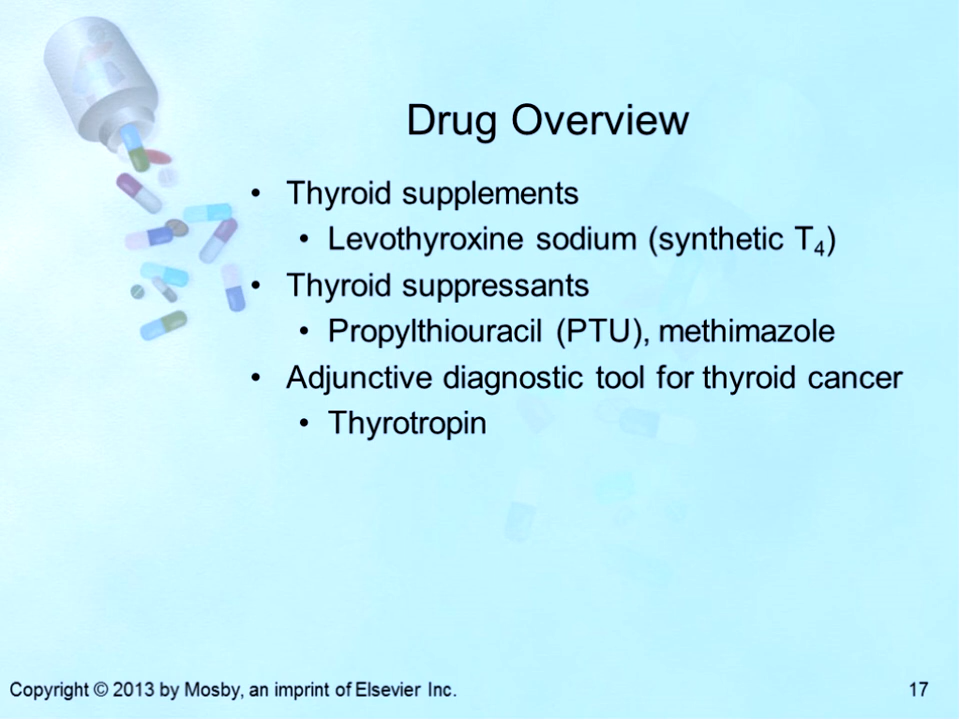 Drug Overview
• Thyroid supplements
• Levothyroxine sodium (synthetic T₄)
• Thyroid suppressants
• Propylthiouracil (PTU), methimazole
• Adjunctive diagnostic tool for thyroid cancer
• Thyrotropin
Copyright © 2013 by Mosby, an imprint of Elsevier Inc.
17